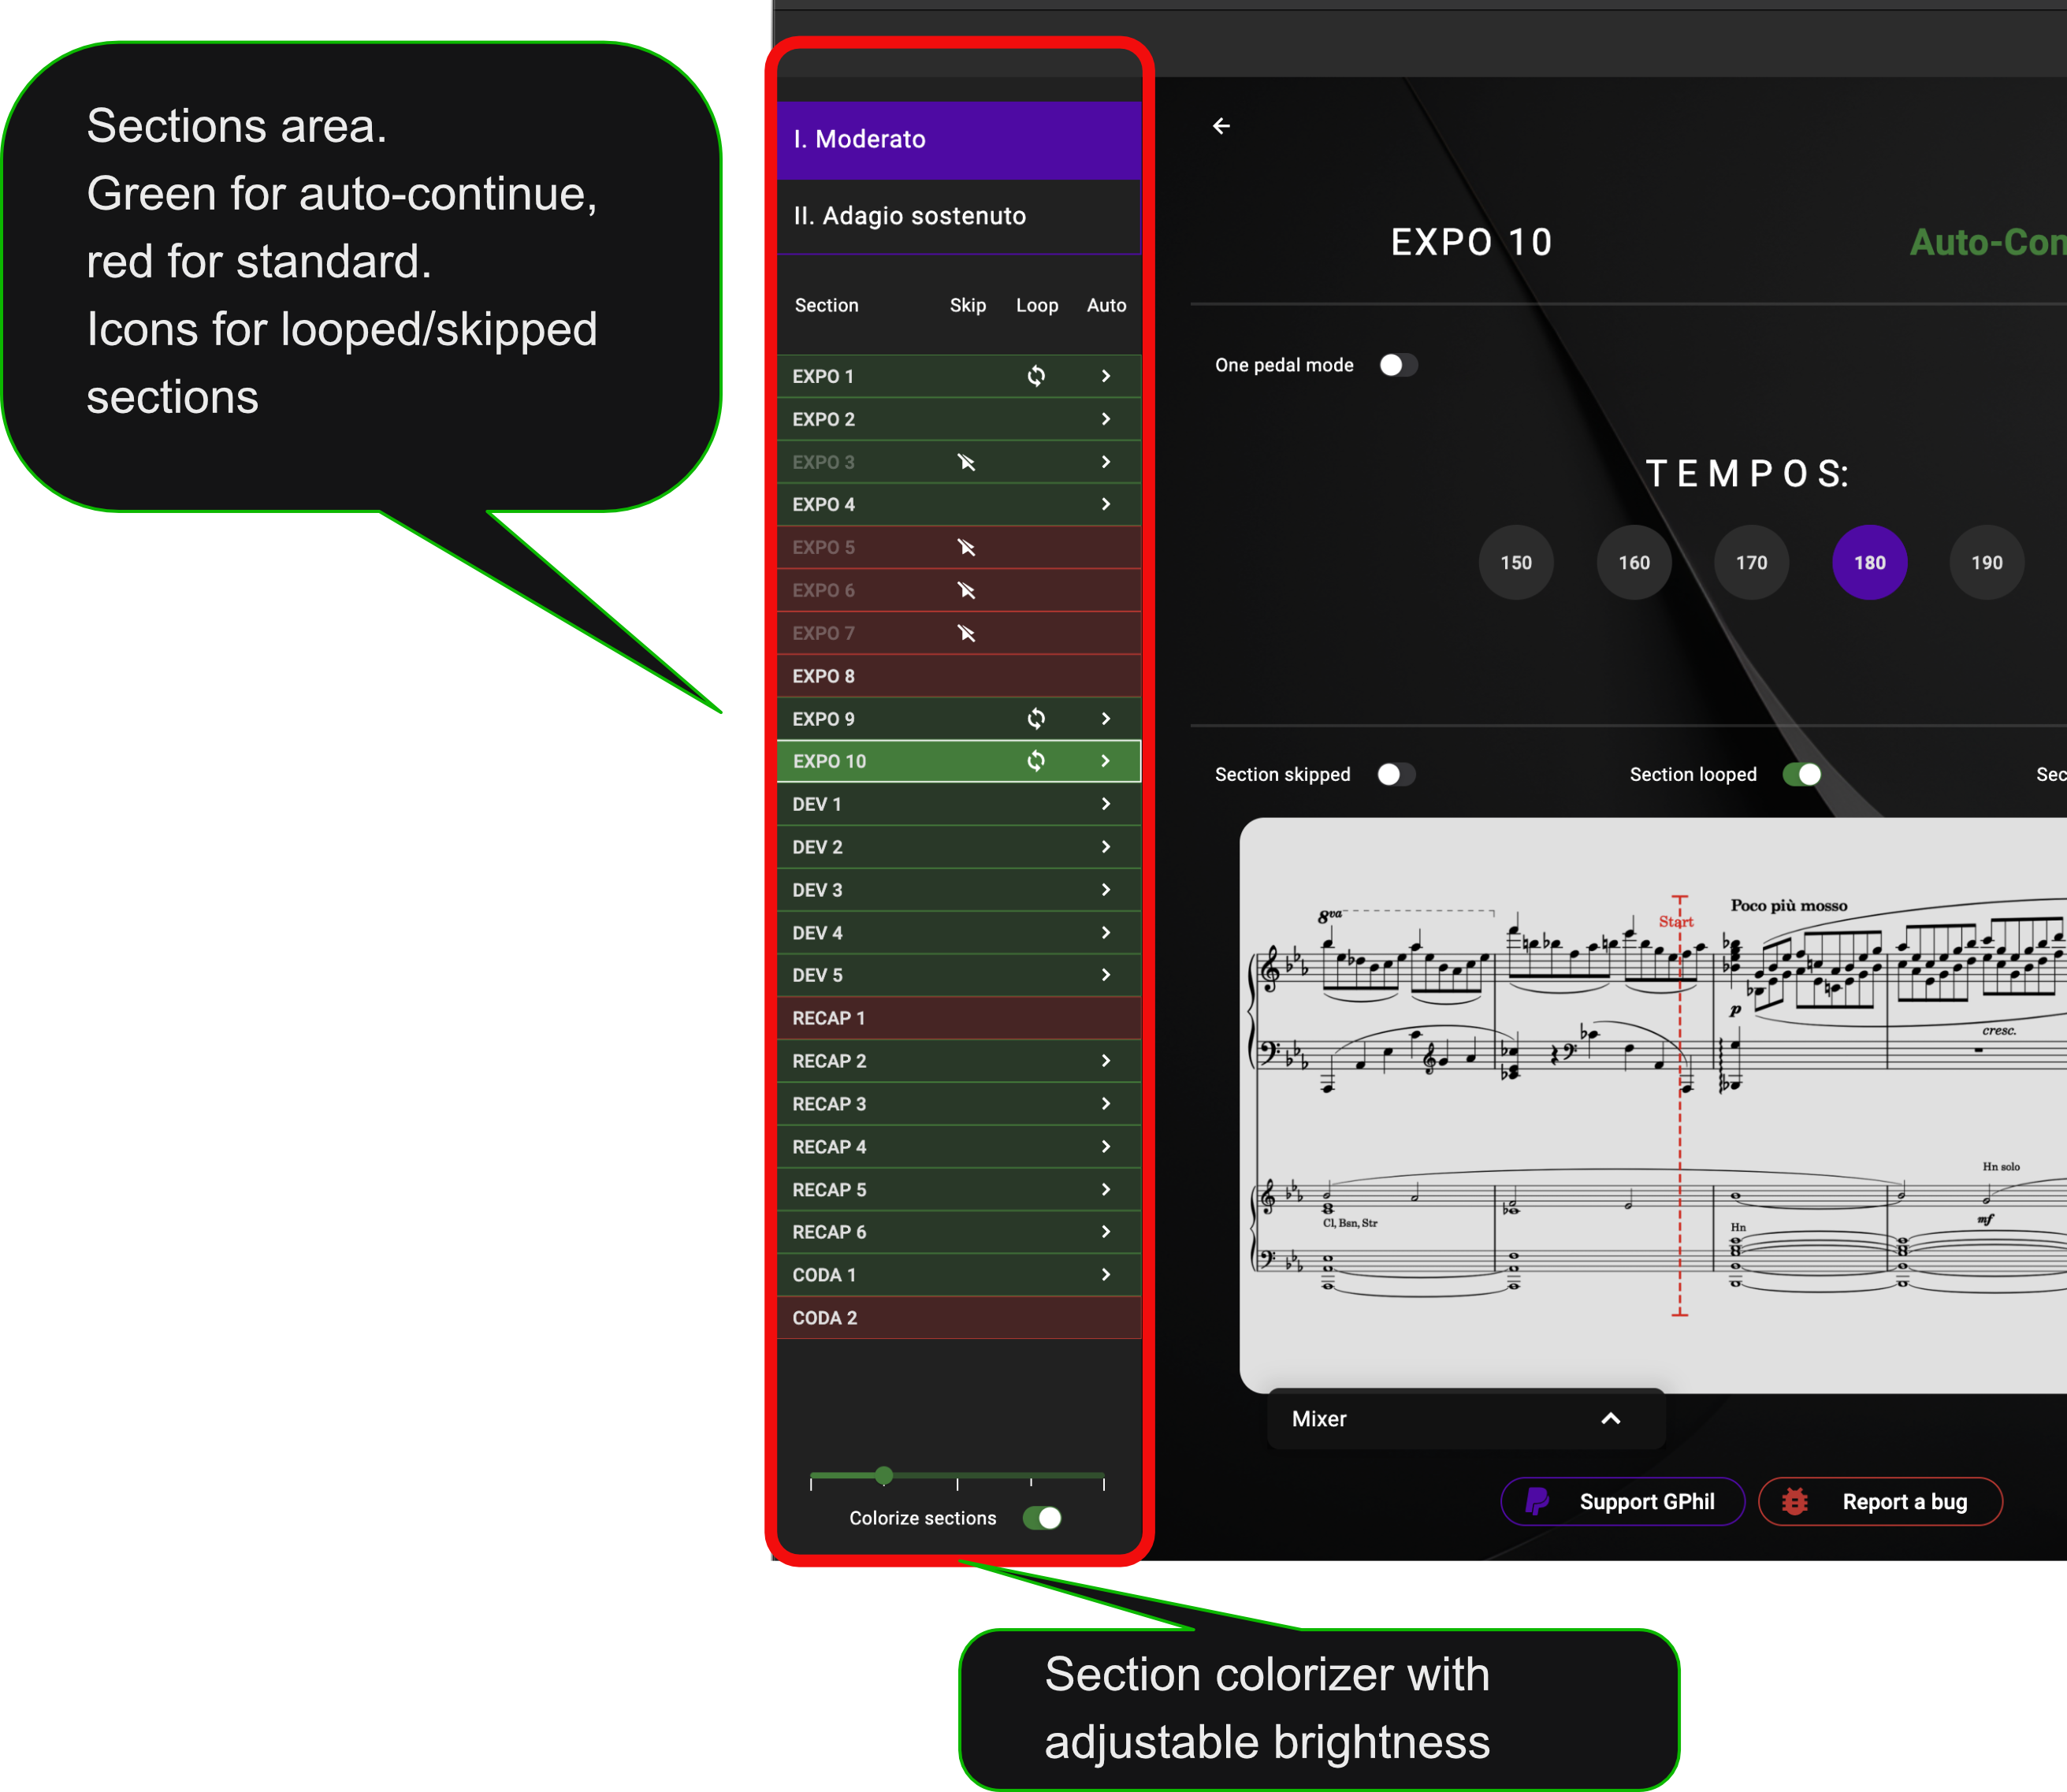 Sections area.
Green for auto-continue,
red for standard.
Icons for looped/skipped
sections
I. Moderato
II. Adagio sostenuto
Section Skip Loop Auto
EXPO 1
EXPO 2
EXPO 3
EXPO 4
EXPO 5
EXPO 6
EXPO 7
EXPO 8
EXPO 9
EXPO 10
DEV 1
DEV 2
DEV 3
DEV 4
DEV 5
RECAP 1
RECAP 2
RECAP 3
RECAP 4
RECAP 5
RECAP 6
CODA 1
CODA 2
Colorize sections
EXPO 10 Auto-Con
One pedal mode
TEMPOS:
150 160 170 180 190
Section skipped Section looped Sec
8va
Start
Poco più mosso
p
cresc.
Hn solo
Cl, Bsn, Str
Hn
mf
Mixer
Support GPhil Report a bug
Section colorizer with
adjustable brightness